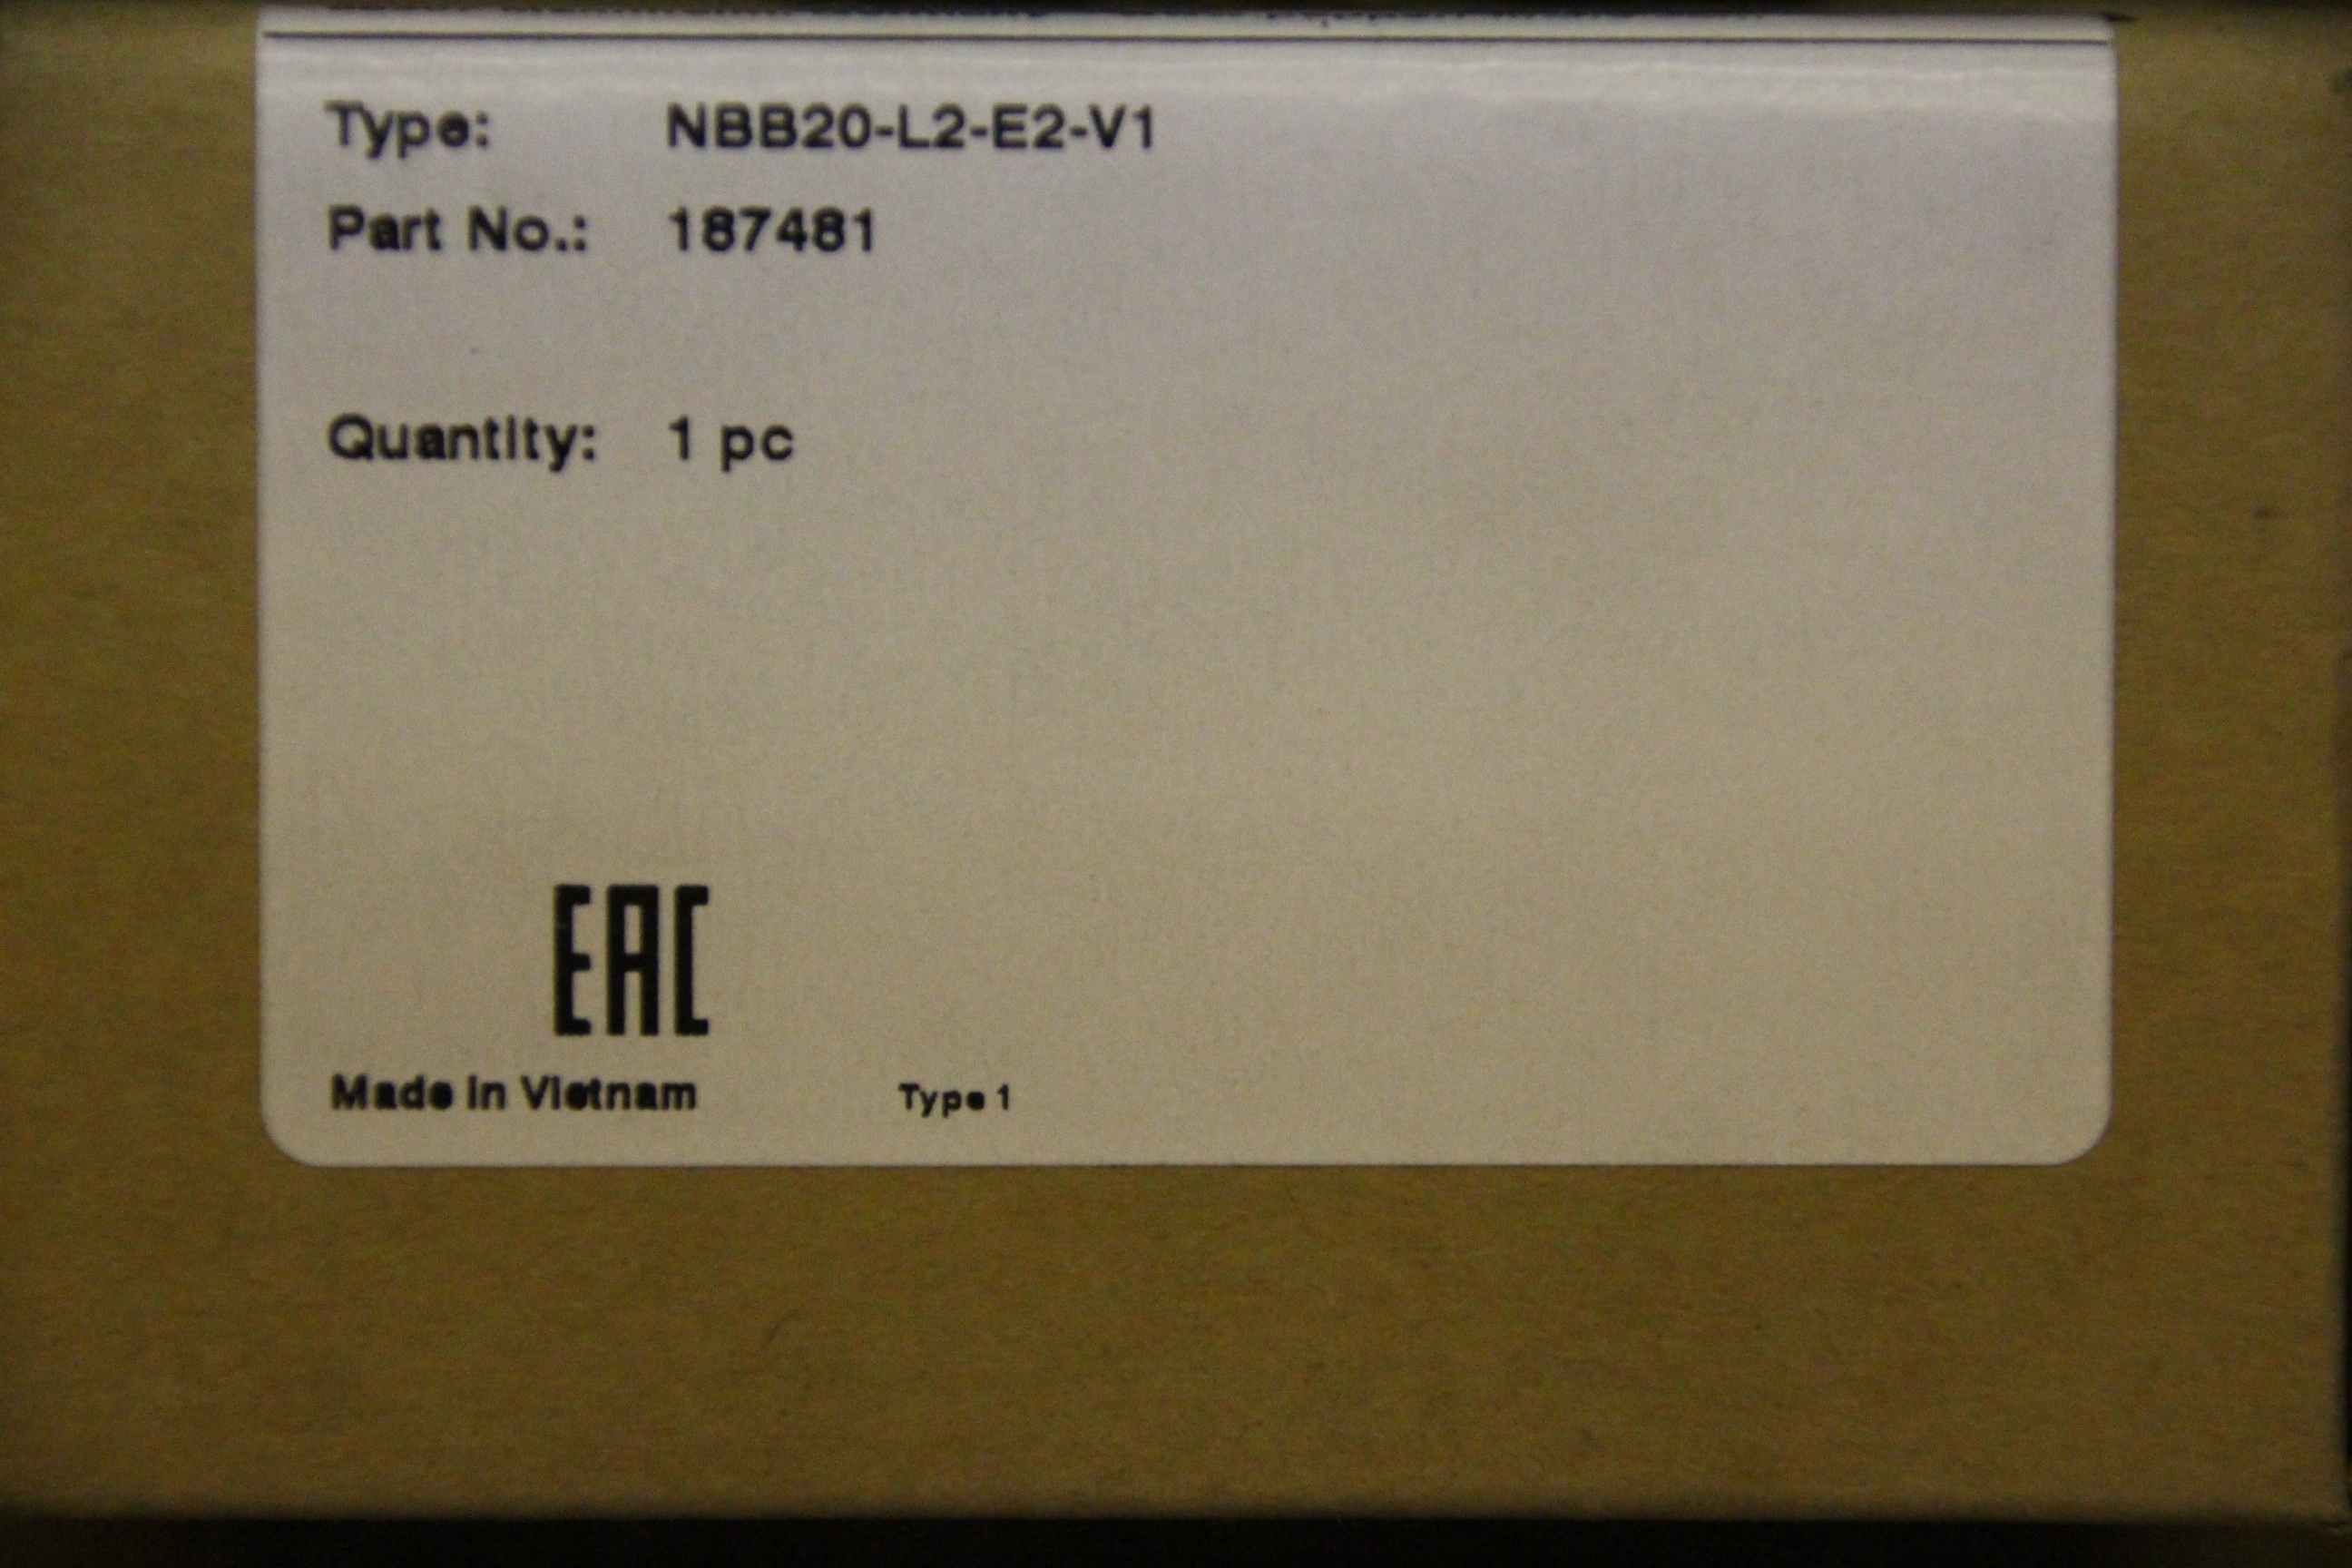 Type: NBB20-L2-E2-V1
Part No.: 187481
Quantity: 1 pc
EAC
Made in Vietnam Type 1